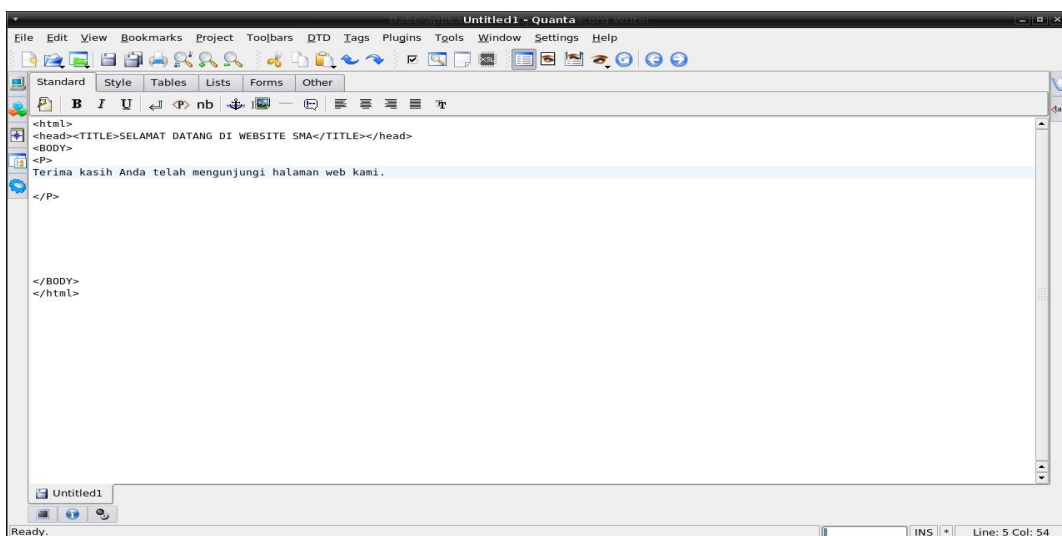 Untitled1 - Quanta
File Edit View Bookmarks Project Toolbars DTD Tags Plugins Tools Window Settings Help
Standard Style Tables Lists Forms Other
B I U <P> nb
<html>
<head><TITLE>SELAMAT DATANG DI WEBSITE SMA</TITLE></head>
<BODY>
<P>
Terima kasih Anda telah mengunjungi halaman web kami.
</P>
</BODY>
</html>
Untitled1
Ready. INS * Line: 5 Col: 54